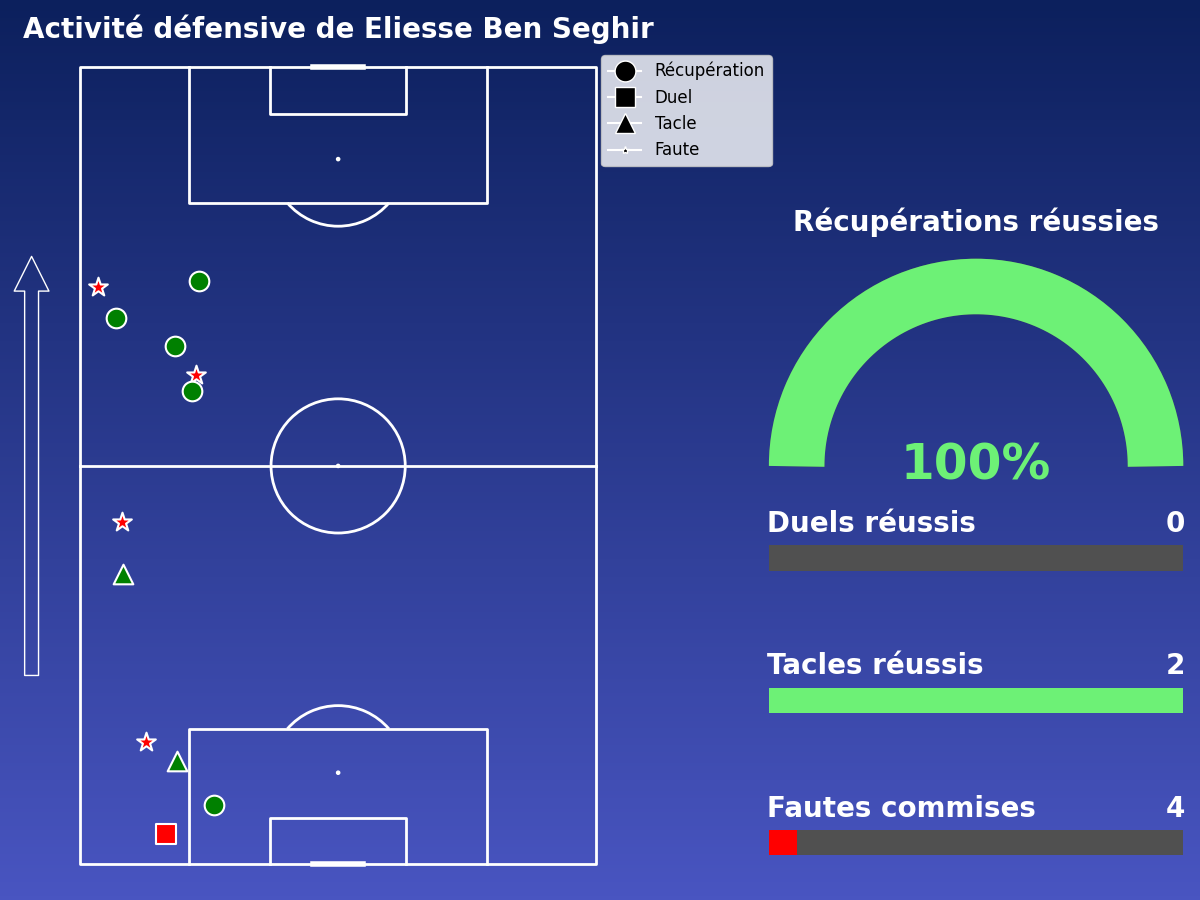 Activité défensive de Eliesse Ben Seghir
Récupération
Duel
Tacle
Faute
Récupérations réussies
100%
Duels réussis 0
Tacles réussis 2
Fautes commises 4